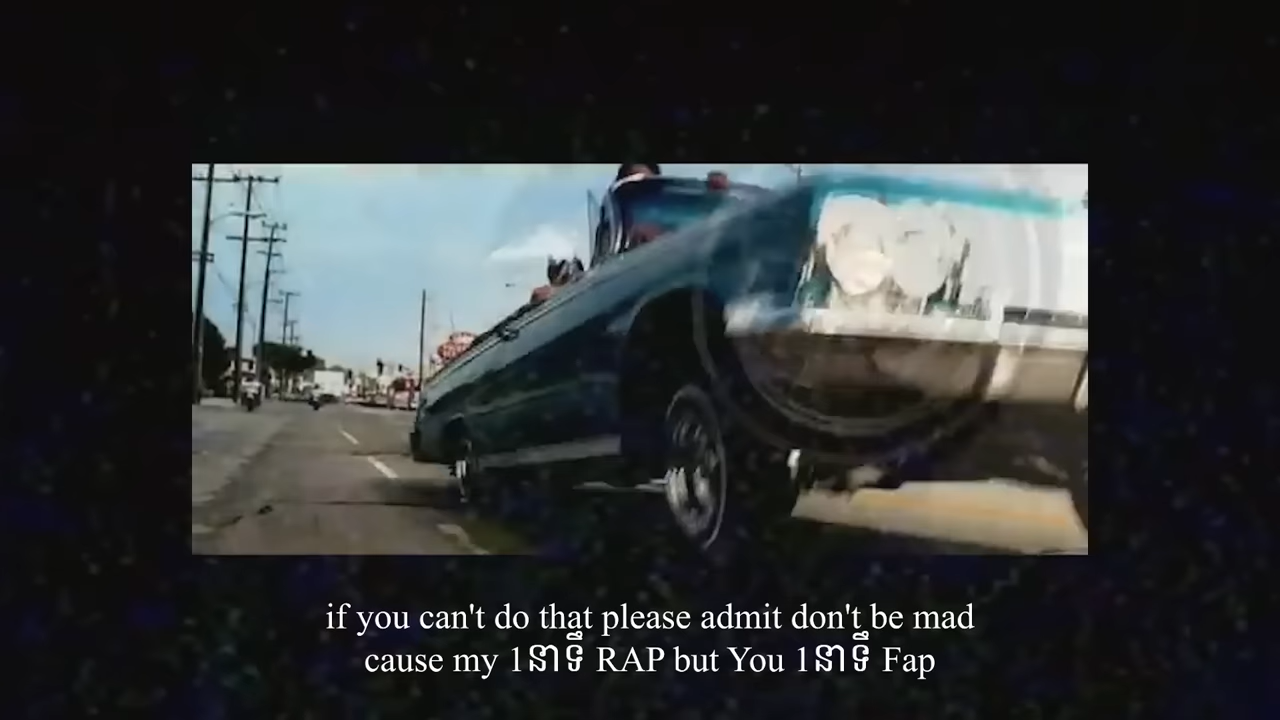 if you can't do that please admit don't be mad
cause my 1នាទី RAP but You 1នាទី Fap